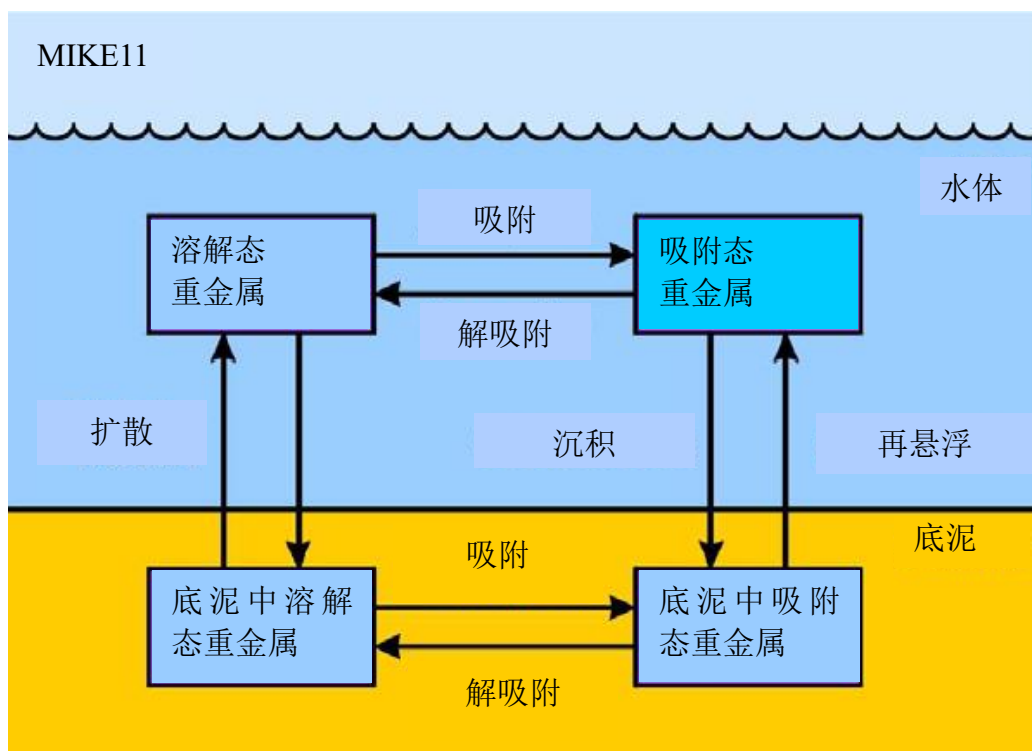 MIKE11
水体
吸附
溶解态
重金属
吸附态
重金属
解吸附
扩散
沉积
再悬浮
底泥
吸附
底泥中溶解
态重金属
底泥中吸附
态重金属
解吸附